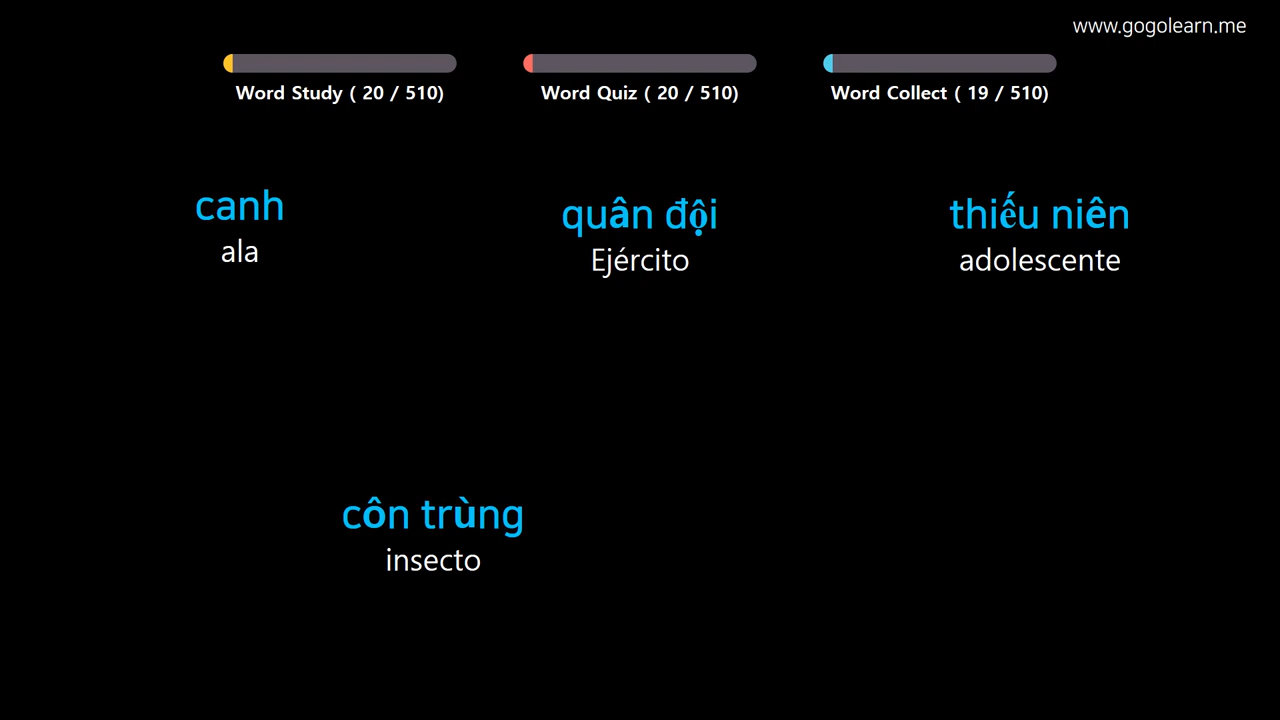 www.gogolearn.me
Word Study ( 20 / 510)
Word Quiz ( 20 / 510)
Word Collect ( 19 / 510)
canh
ala
quân đội
Ejército
thiếu niên
adolescente
côn trùng
insecto